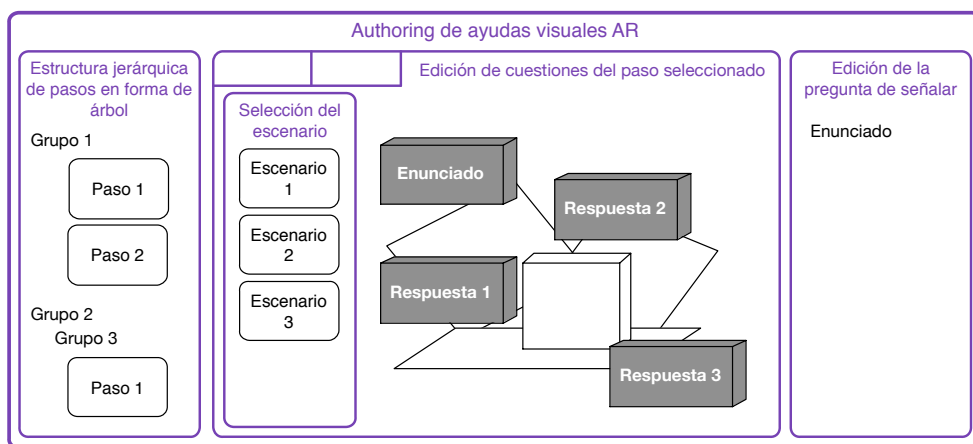 Authoring de ayudas visuales AR
Estructura jerárquica
de pasos en forma de
árbol
Grupo 1
Paso 1
Paso 2
Grupo 2
Grupo 3
Paso 1
Edición de cuestiones del paso seleccionado
Selección del
escenario
Escenario
1
Escenario
2
Escenario
3
Enunciado
Respuesta 2
Respuesta 1
Respuesta 3
Edición de la
pregunta de señalar
Enunciado